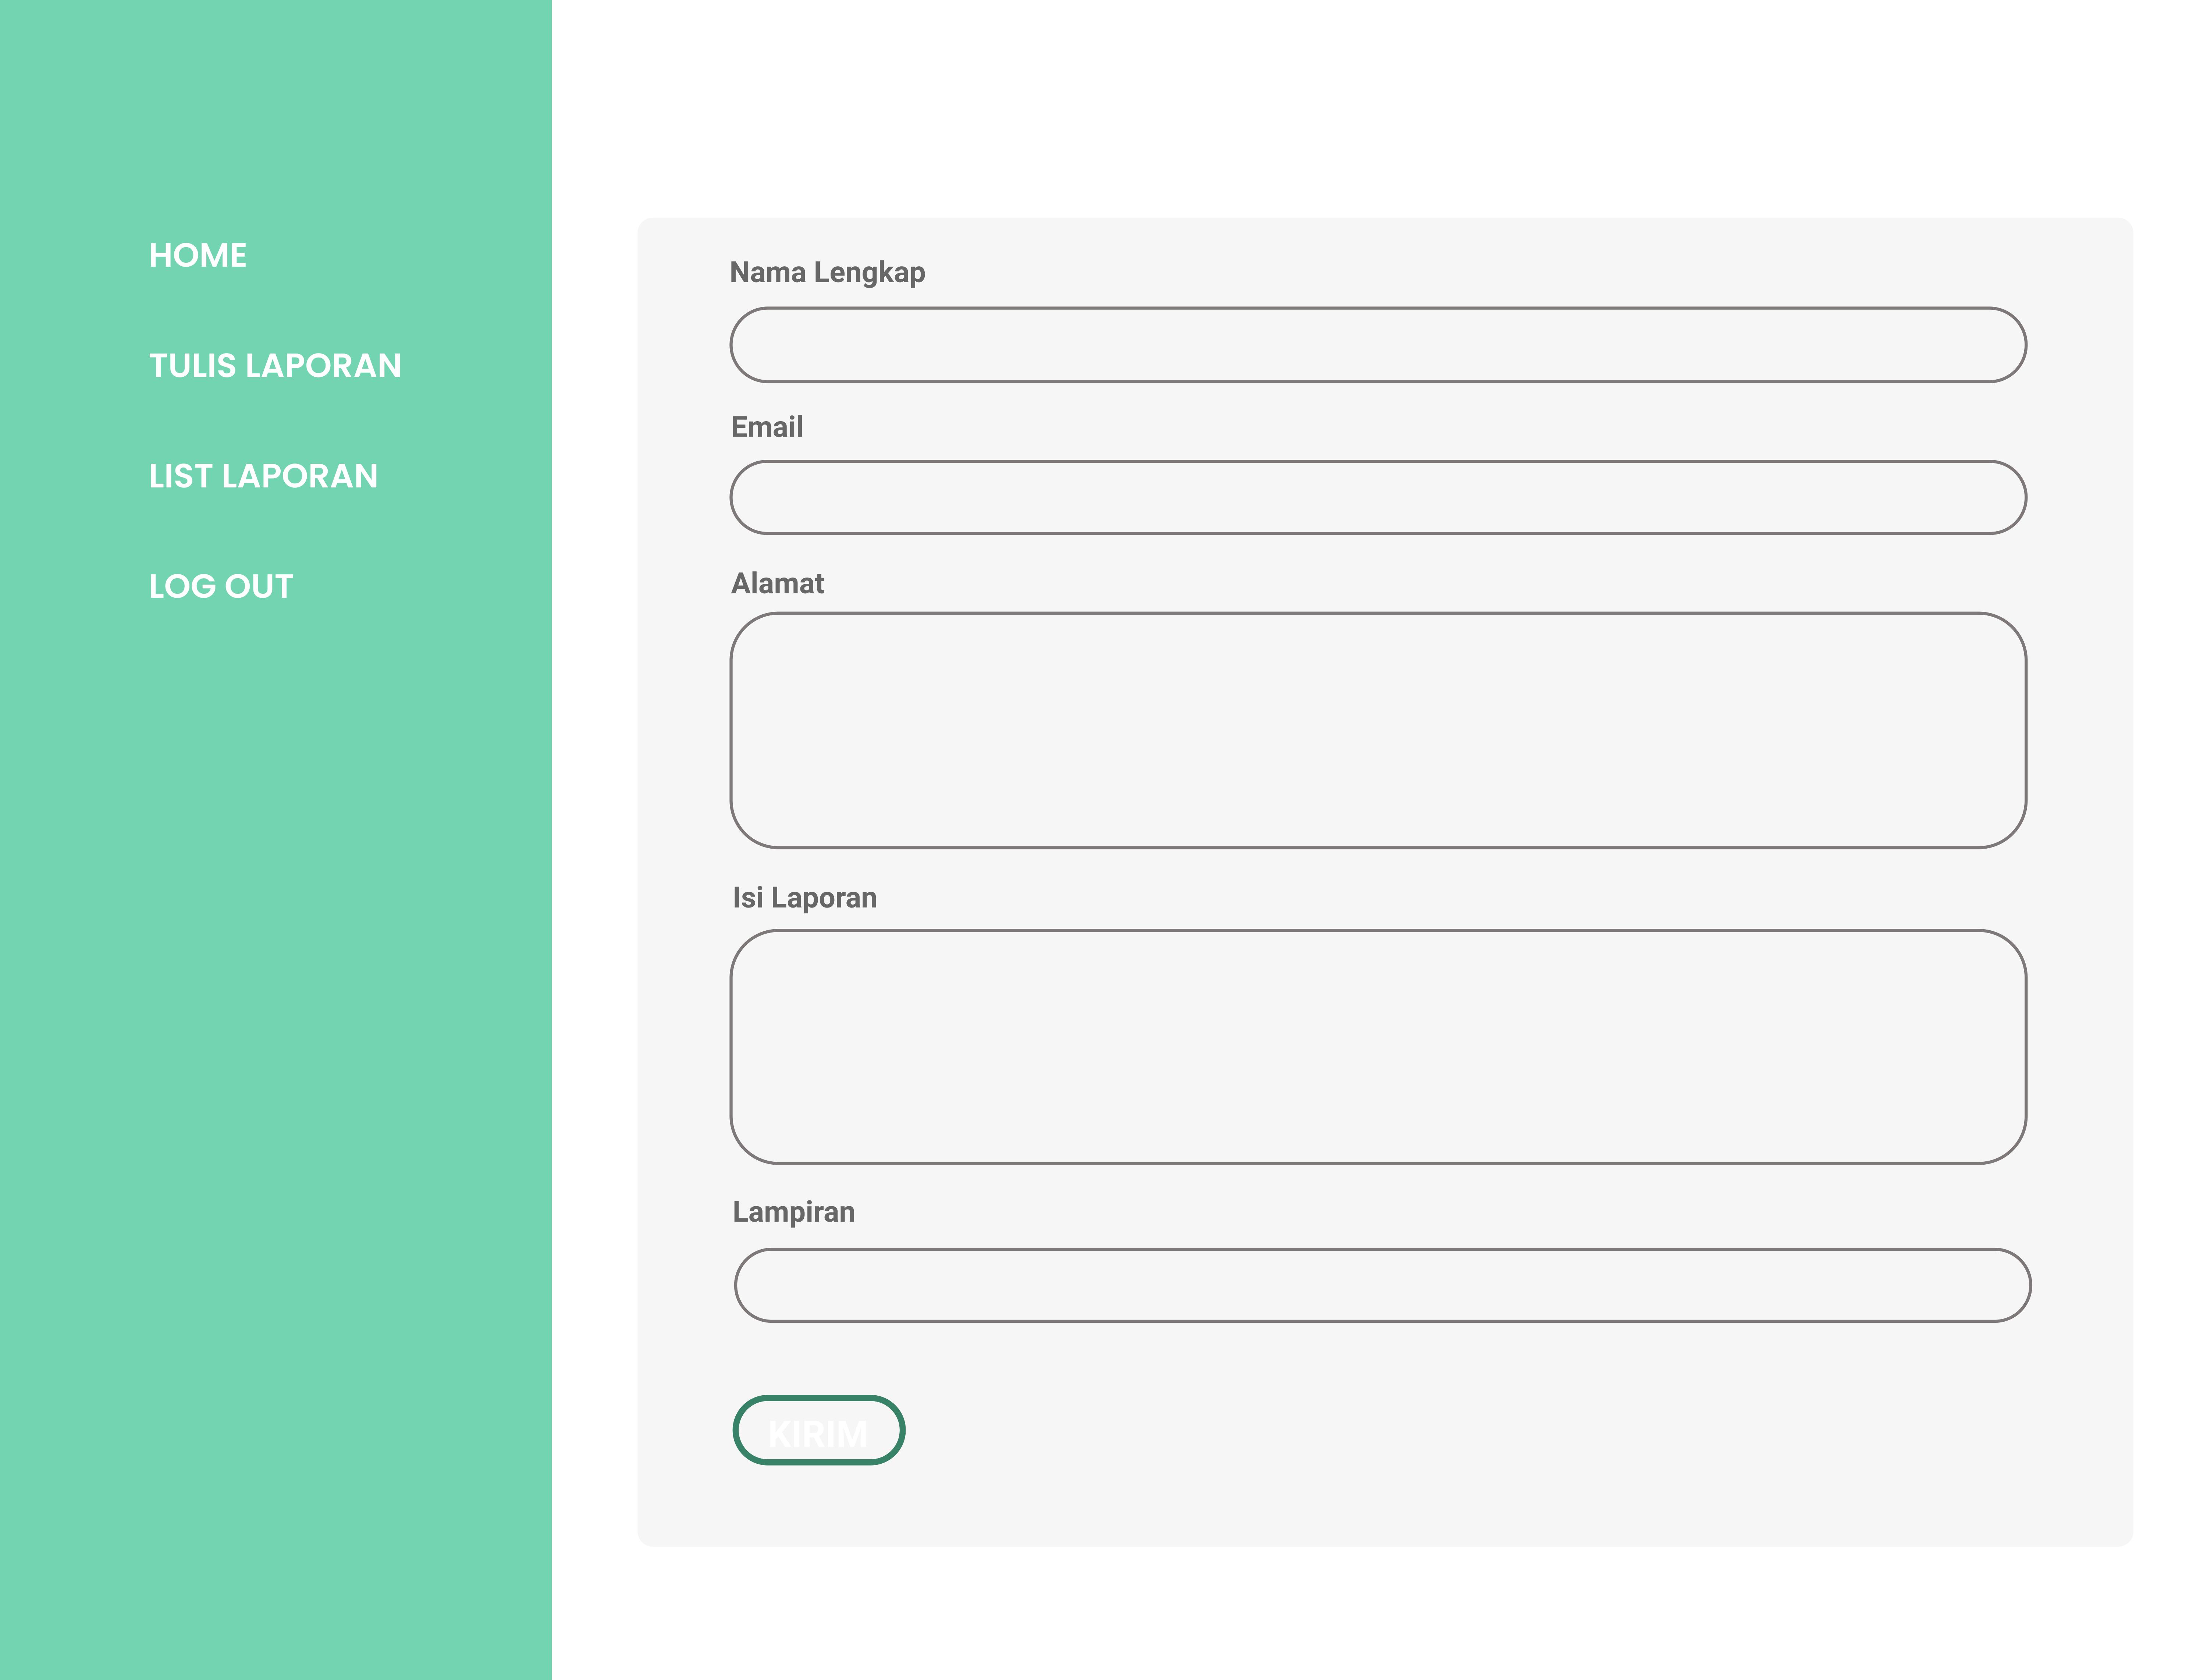 HOME
TULIS LAPORAN
LIST LAPORAN
LOG OUT
Nama Lengkap
Email
Alamat
Isi Laporan
Lampiran
KIRIM